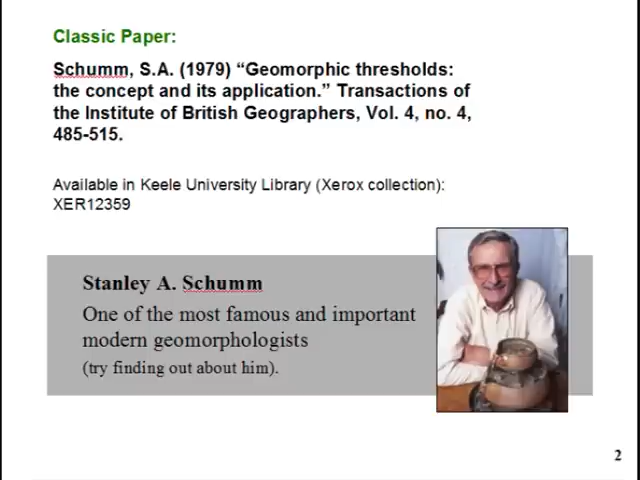 Classic Paper:
Schumm, S.A. (1979) “Geomorphic thresholds:
the concept and its application.” Transactions of
the Institute of British Geographers, Vol. 4, no. 4,
485-515.
Available in Keele University Library (Xerox collection):
XER12359
Stanley A. Schumm
One of the most famous and important
modern geomorphologists
(try finding out about him).
2